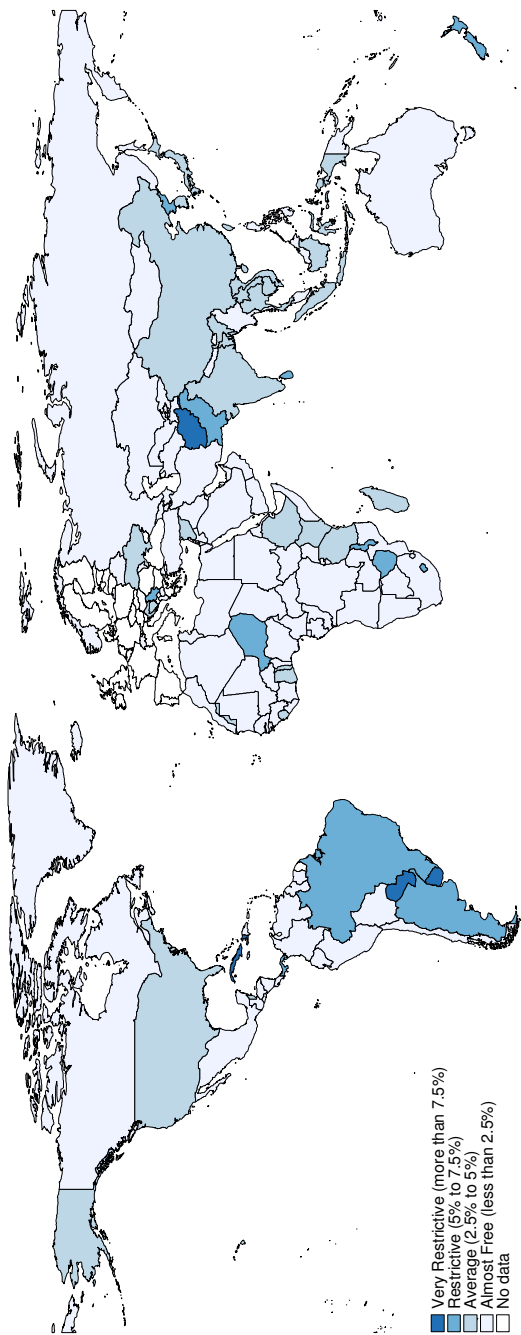 Very Restrictive (more than 7.5%)
Restrictive (5% to 7.5%)
Average (2.5% to 5%)
Almost Free (less than 2.5%)
No data